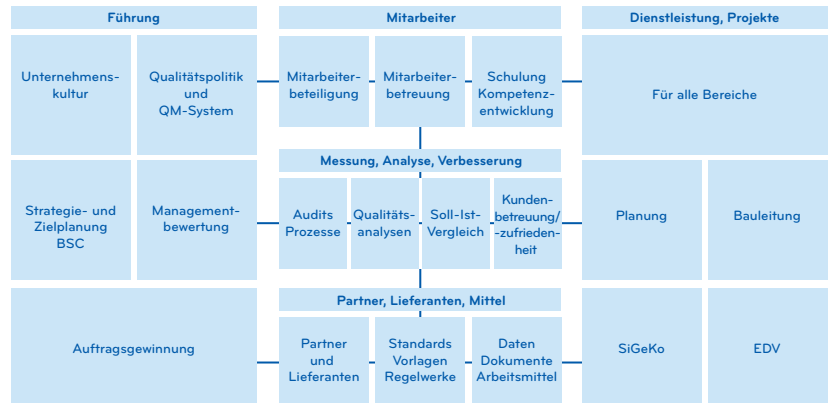 Führung
Unternehmens-
kultur
Qualitätspolitik
und
QM-System
Strategie- und
Zielplanung
BSC
Management-
bewertung
Auftragsgewinnung
Mitarbeiter
Mitarbeiter-
beteiligung
Mitarbeiter-
betreuung
Schulung
Kompetenz-
entwicklung
Messung, Analyse, Verbesserung
Audits
Prozesse
Qualitäts-
analysen
Soll-Ist-
Vergleich
Kunden-
betreuung/
-zufrieden-
heit
Partner, Lieferanten, Mittel
Partner
und
Lieferanten
Standards
Vorlagen
Regelwerke
Daten
Dokumente
Arbeitsmittel
Dienstleistung, Projekte
Für alle Bereiche
Planung
Bauleitung
SiGeKo
EDV